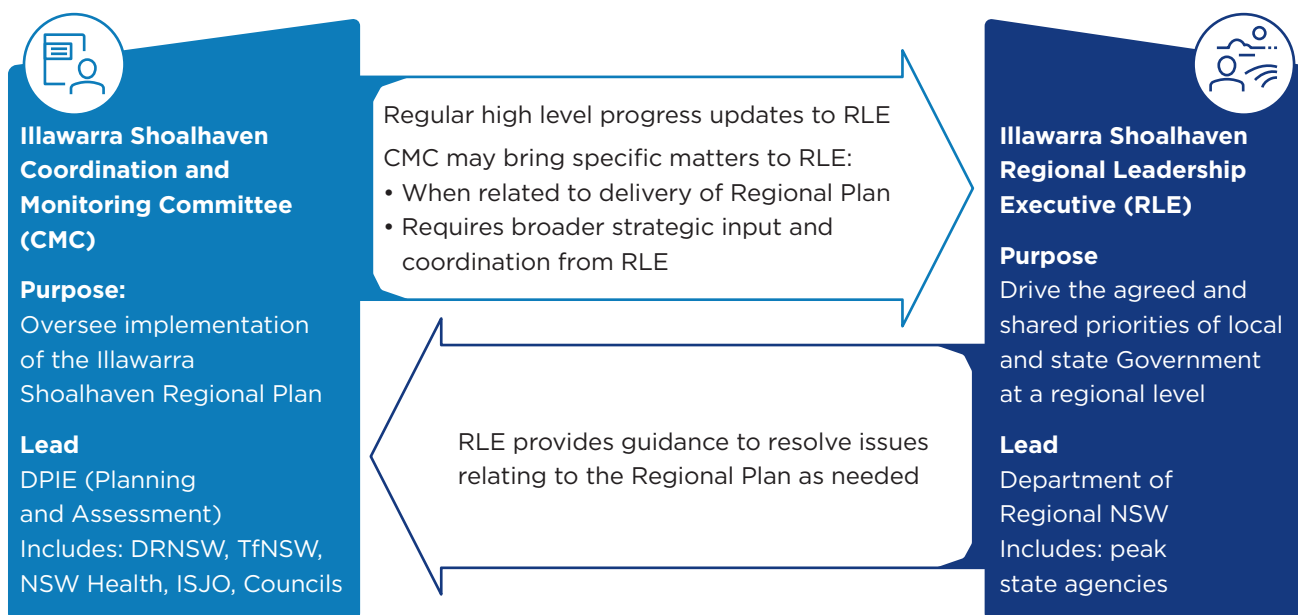 Illawarra Shoalhaven
Coordination and
Monitoring Committee
(CMC)
Purpose:
Oversee implementation
of the Illawarra
Shoalhaven Regional Plan
Lead
DPIE (Planning
and Assessment)
Includes: DRNSW, TfNSW,
NSW Health, ISJO, Councils
Regular high level progress updates to RLE
CMC may bring specific matters to RLE:
• When related to delivery of Regional Plan
• Requires broader strategic input and
coordination from RLE
RLE provides guidance to resolve issues
relating to the Regional Plan as needed
Illawarra Shoalhaven
Regional Leadership
Executive (RLE)
Purpose
Drive the agreed and
shared priorities of local
and state Government
at a regional level
Lead
Department of
Regional NSW
Includes: peak
state agencies